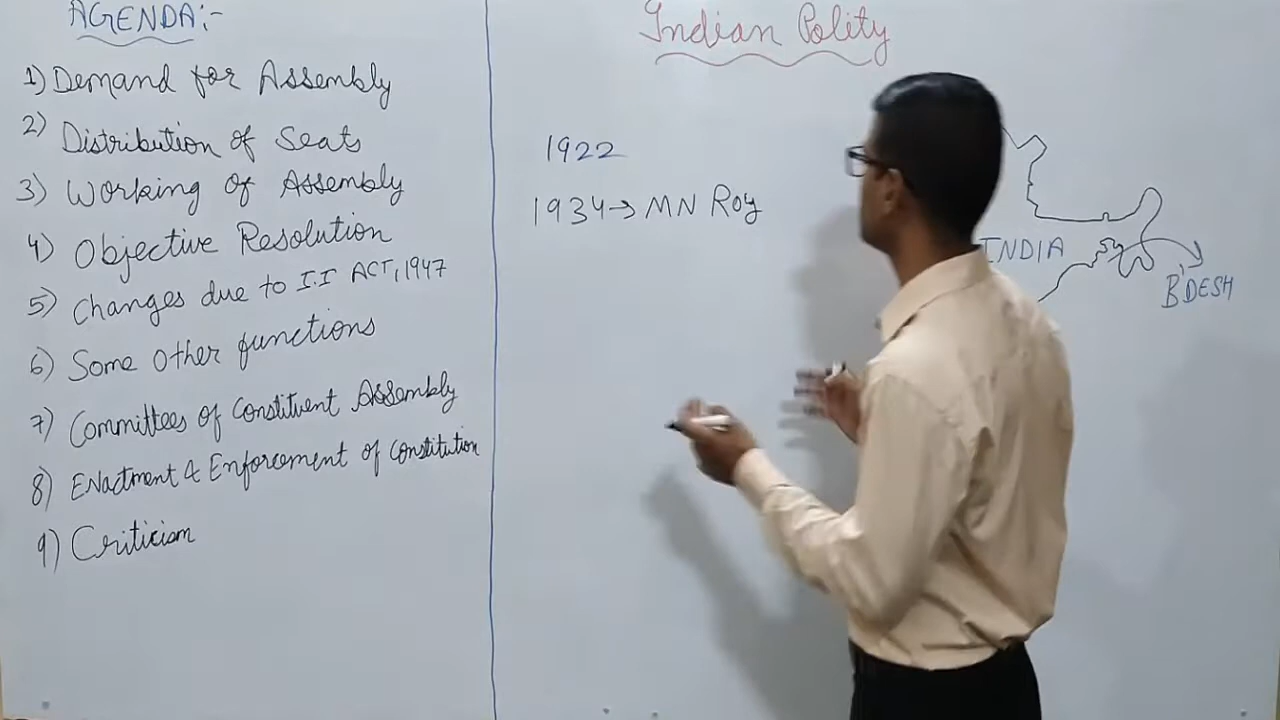 AGENDA:-
1) Demand for Assembly
2) Distribution of Seats
3) Working of Assembly
4) Objective Resolution
5) Changes due to I.I ACT, 1947
6) Some other functions
7) Committees of Constituent Assembly
8) Enactment & Enforcement of Constitution
9) Criticism
Indian Polity
1922
1934→ MN Roy
INDIA
B'DESH